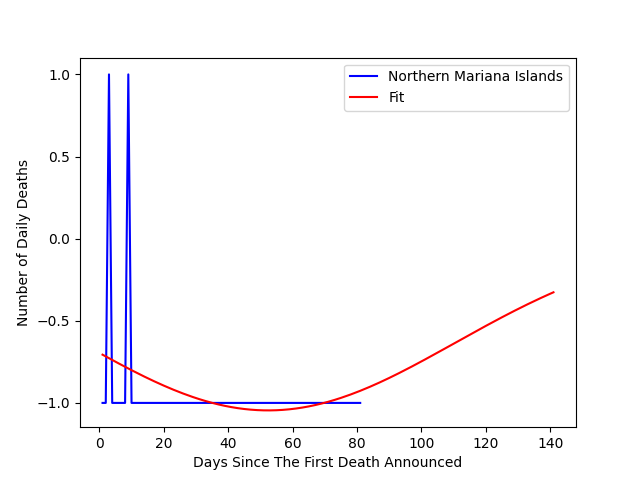 Northern Mariana Islands
Fit
1.0
0.5
0.0
−0.5
−1.0
Number of Daily Deaths
0 20 40 60 80 100 120 140
Days Since The First Death Announced